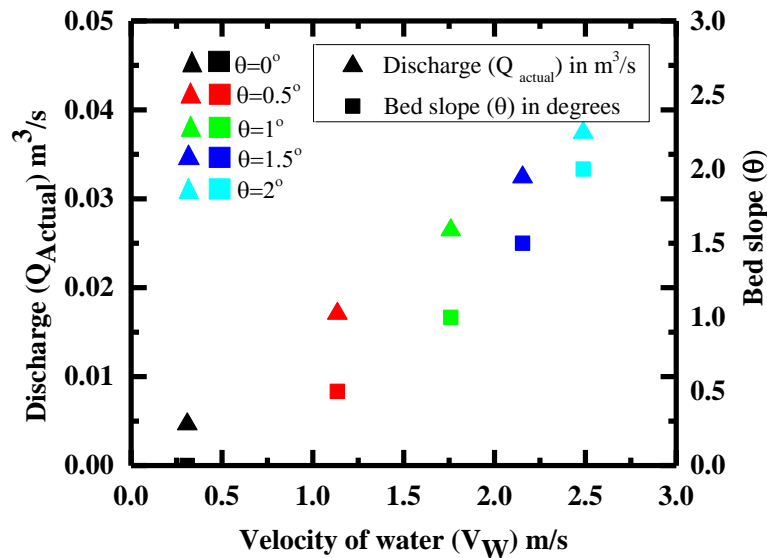 0.05
0.04
0.03
0.02
0.01
0.00
Discharge (Q_Actual) m³/s
3.0
2.5
2.0
1.5
1.0
0.5
0.0
Bed slope (θ)
θ=0°
θ=0.5°
θ=1°
θ=1.5°
θ=2°
Discharge (Q actual) in m³/s
Bed slope (θ) in degrees
0.0 0.5 1.0 1.5 2.0 2.5 3.0
Velocity of water (V_W) m/s